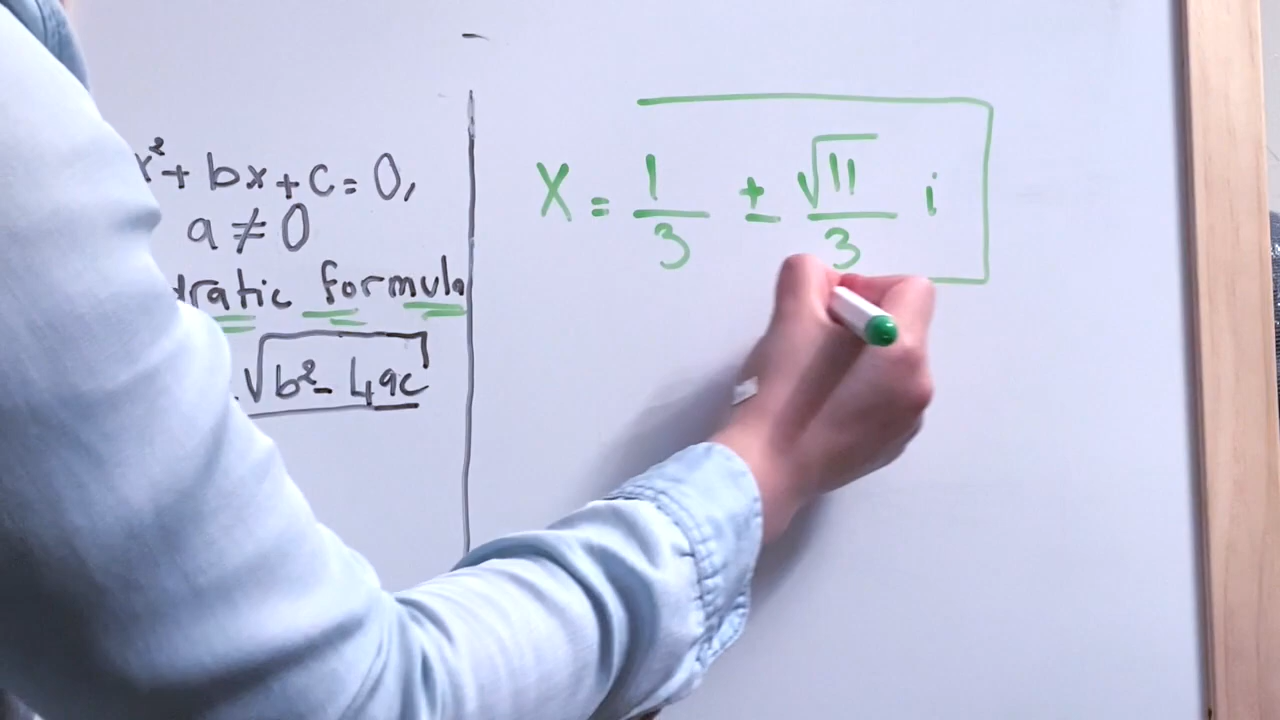 x² + bx + c = 0,
a ≠ 0
dratic formula
√b² - 4ac
X = 1/3 ± √11/3 i